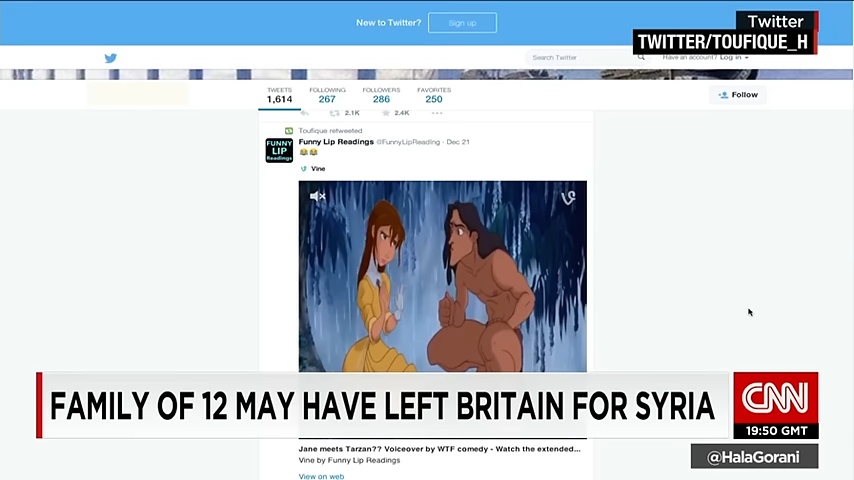 New to Twitter?
Sign up
Twitter
TWITTER/TOUFIQUE_H
Search Twitter
Have an account? Log in
TWEETS
FOLLOWING
FOLLOWERS
FAVORITES
1,614
267
286
250
Follow
2.1K
2.4K
Toufique retweeted
FUNNY
LIP
Readings
Funny Lip Readings @FunnyLipReading · Dec 21
Vine
FAMILY OF 12 MAY HAVE LEFT BRITAIN FOR SYRIA
CNN
19:50 GMT
Jane meets Tarzan?? Voiceover by WTF comedy - Watch the extended...
Vine by Funny Lip Readings
View on web
@HalaGorani